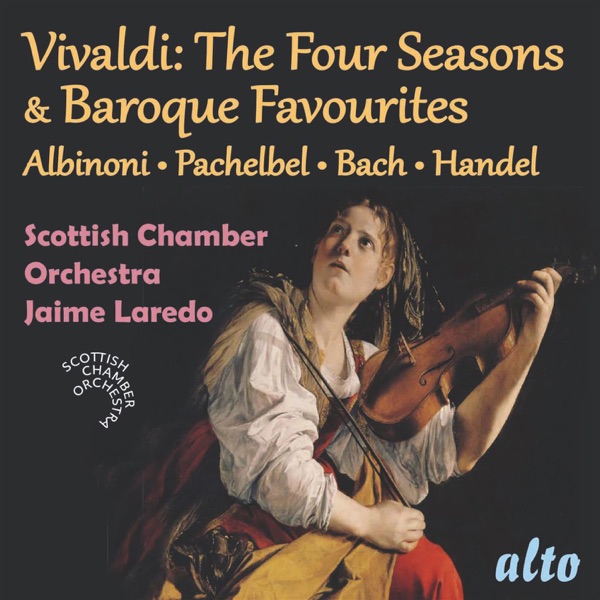 Vivaldi: The Four Seasons
& Baroque Favourites
Albinoni • Pachelbel • Bach • Handel
Scottish Chamber
Orchestra
Jaime Laredo
SCOTTISH
CHAMBER
ORCHESTRA
alto